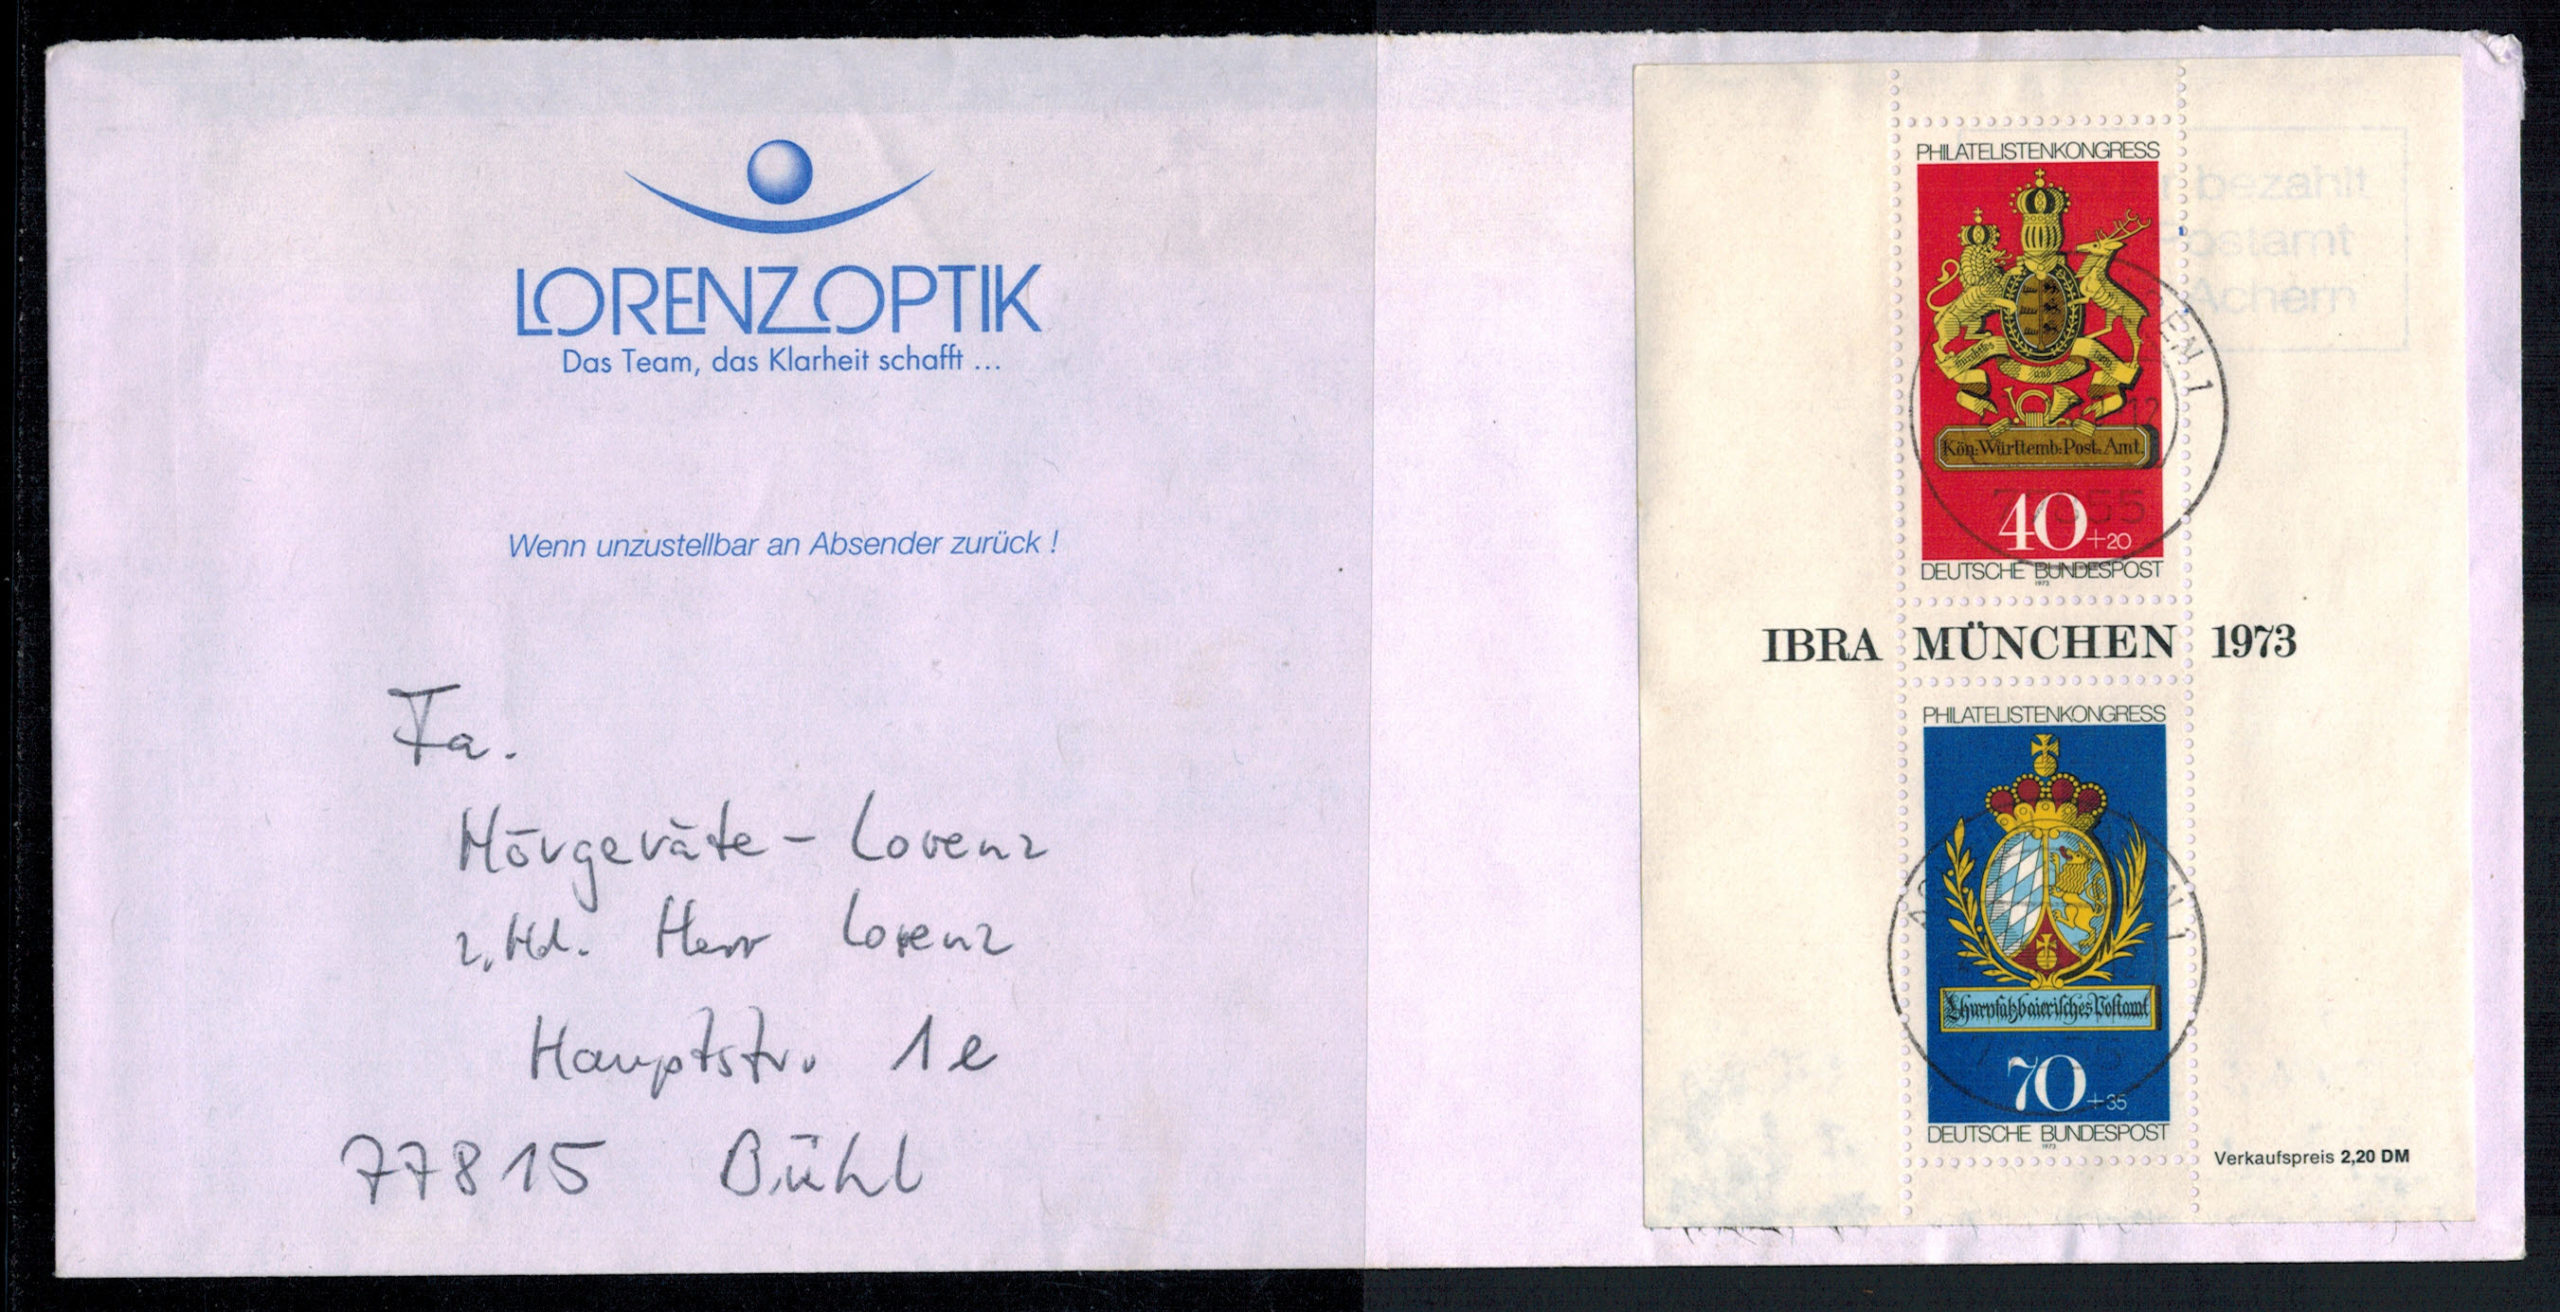 LORENZ OPTIK
Das Team, das Klarheit schafft ...
Wenn unzustellbar an Absender zurück !
Fa.
Hörgeräte - Lorenz
z. Hd. Herr Lorenz
Hauptstr. 1e
77815 Bühl
PHILATELISTENKONGRESS
Kön: Württemb: Post: Amt.
40 +20
DEUTSCHE BUNDESPOST
1973
IBRA MÜNCHEN 1973
PHILATELISTENKONGRESS
Churpfalzbaierisches Postamt
70 +35
DEUTSCHE BUNDESPOST
1973
Verkaufspreis 2,20 DM
bezahlt
Postamt
Achern